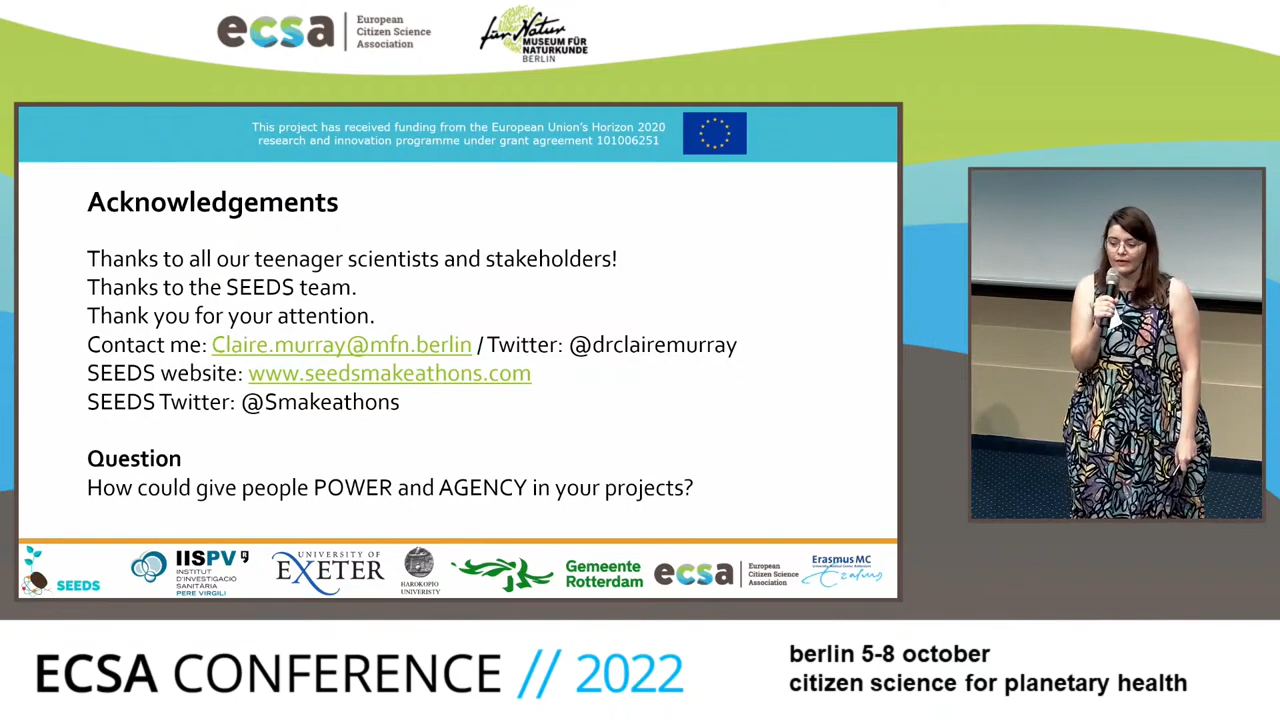 ecsa
European
Citizen Science
Association
für Natur
MUSEUM FÜR
NATURKUNDE
BERLIN
This project has received funding from the European Union's Horizon 2020
research and innovation programme under grant agreement 101006251
Acknowledgements
Thanks to all our teenager scientists and stakeholders!
Thanks to the SEEDS team.
Thank you for your attention.
Contact me: Claire.murray@mfn.berlin / Twitter: @drclairemurray
SEEDS website: www.seedsmakeathons.com
SEEDS Twitter: @Smakeathons
Question
How could give people POWER and AGENCY in your projects?
SEEDS
IISPV
INSTITUT
D'INVESTIGACIÓ
SANITÀRIA
PERE VIRGILI
UNIVERSITY OF
EXETER
HAROKOPIO
UNIVERISTY
Gemeente
Rotterdam
ecsa
European
Citizen Science
Association
Erasmus MC
Erasmus
ECSA CONFERENCE // 2022
berlin 5-8 october
citizen science for planetary health